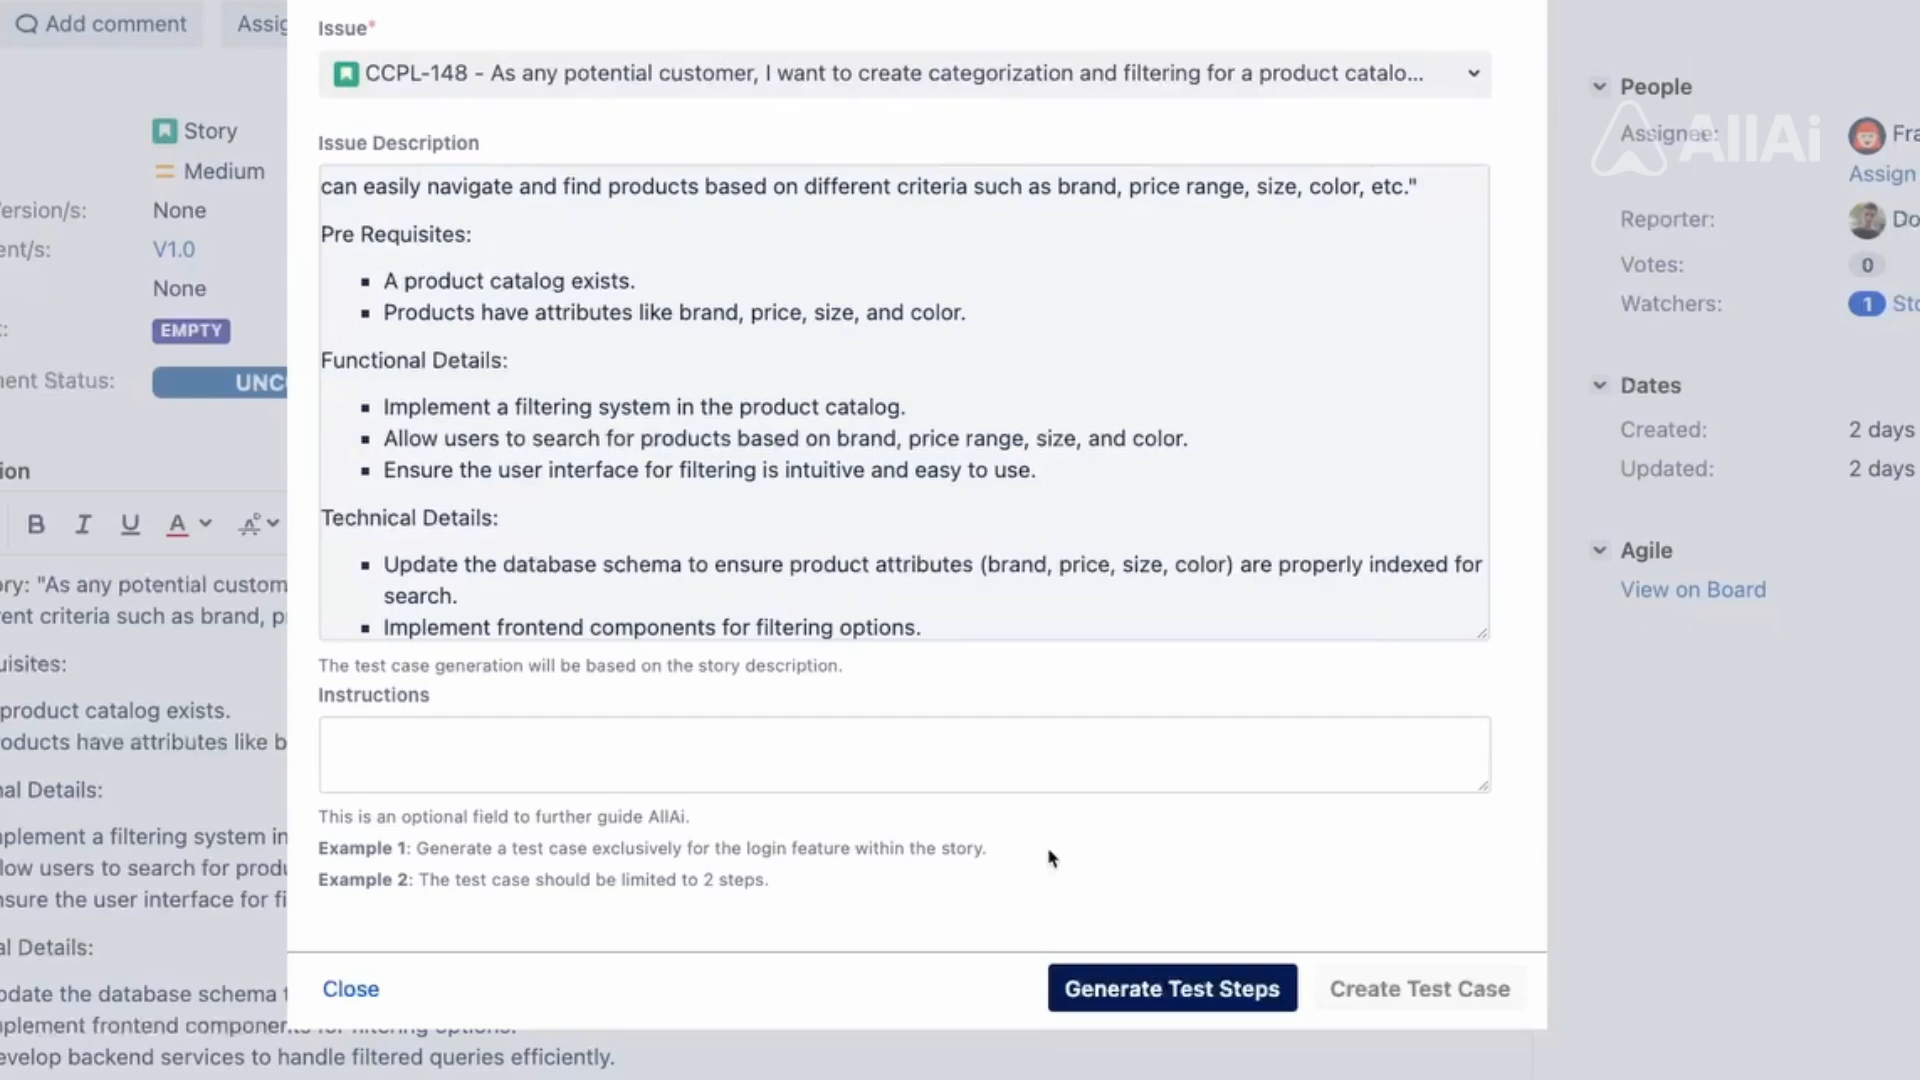 Add comment
Assig
Issue*
CCPL-148 - As any potential customer, I want to create categorization and filtering for a product catalo...
Issue Description
can easily navigate and find products based on different criteria such as brand, price range, size, color, etc."
Pre Requisites:
▪ A product catalog exists.
▪ Products have attributes like brand, price, size, and color.
Functional Details:
▪ Implement a filtering system in the product catalog.
▪ Allow users to search for products based on brand, price range, size, and color.
▪ Ensure the user interface for filtering is intuitive and easy to use.
Technical Details:
▪ Update the database schema to ensure product attributes (brand, price, size, color) are properly indexed for
search.
▪ Implement frontend components for filtering options.
The test case generation will be based on the story description.
Instructions
This is an optional field to further guide AllAi.
Example 1: Generate a test case exclusively for the login feature within the story.
Example 2: The test case should be limited to 2 steps.
Close
Generate Test Steps
Create Test Case
Story
Medium
ersion/s: None
ent/s: V1.0
None
: EMPTY
ent Status: UNC
ion
B I U A
ory: "As any potential custom
ent criteria such as brand, p
uisites:
product catalog exists.
oducts have attributes like b
nal Details:
plement a filtering system in
low users to search for produ
nsure the user interface for fi
al Details:
pdate the database schema t
plement frontend components for filtering options.
evelop backend services to handle filtered queries efficiently.
People
AllAi
Assignee: Fra
Assign
Reporter: Do
Votes: 0
Watchers: 1 Sto
Dates
Created: 2 days
Updated: 2 days
Agile
View on Board